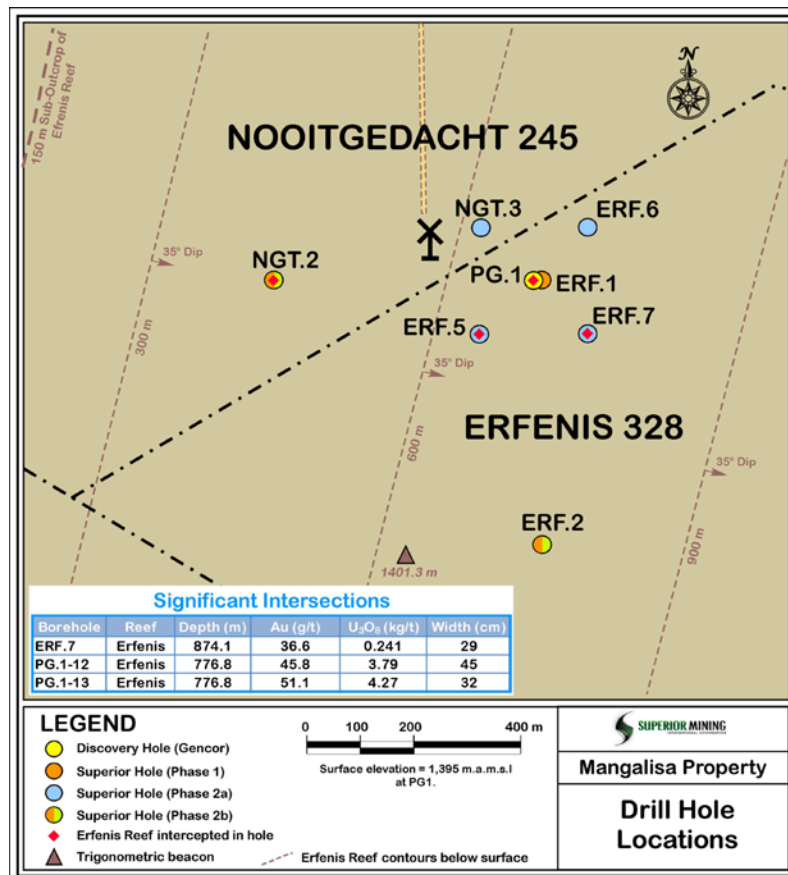 N
150 m Sub-Outcrop of
Efrenis Reef
NOOITGEDACHT 245
NGT.3
ERF.6
35° Dip
NGT.2
PG.1
ERF.1
300 m
ERF.5
ERF.7
35° Dip
600 m
ERFENIS 328
35° Dip
900 m
ERF.2
1401.3 m
Significant Intersections
Borehole Reef Depth (m) Au (g/t) U₃O₈ (kg/t) Width (cm)
ERF.7 Erfenis 874.1 36.6 0.241 29
PG.1-12 Erfenis 776.8 45.8 3.79 45
PG.1-13 Erfenis 776.8 51.1 4.27 32
LEGEND
Discovery Hole (Gencor)
Superior Hole (Phase 1)
Superior Hole (Phase 2a)
Superior Hole (Phase 2b)
Erfenis Reef intercepted in hole
Trigonometric beacon
Erfenis Reef contours below surface
0 100 200 400 m
Surface elevation = 1,395 m.a.m.s.l
at PG1.
SUPERIOR MINING
INTERNATIONAL CORPORATION
Mangalisa Property
Drill Hole
Locations